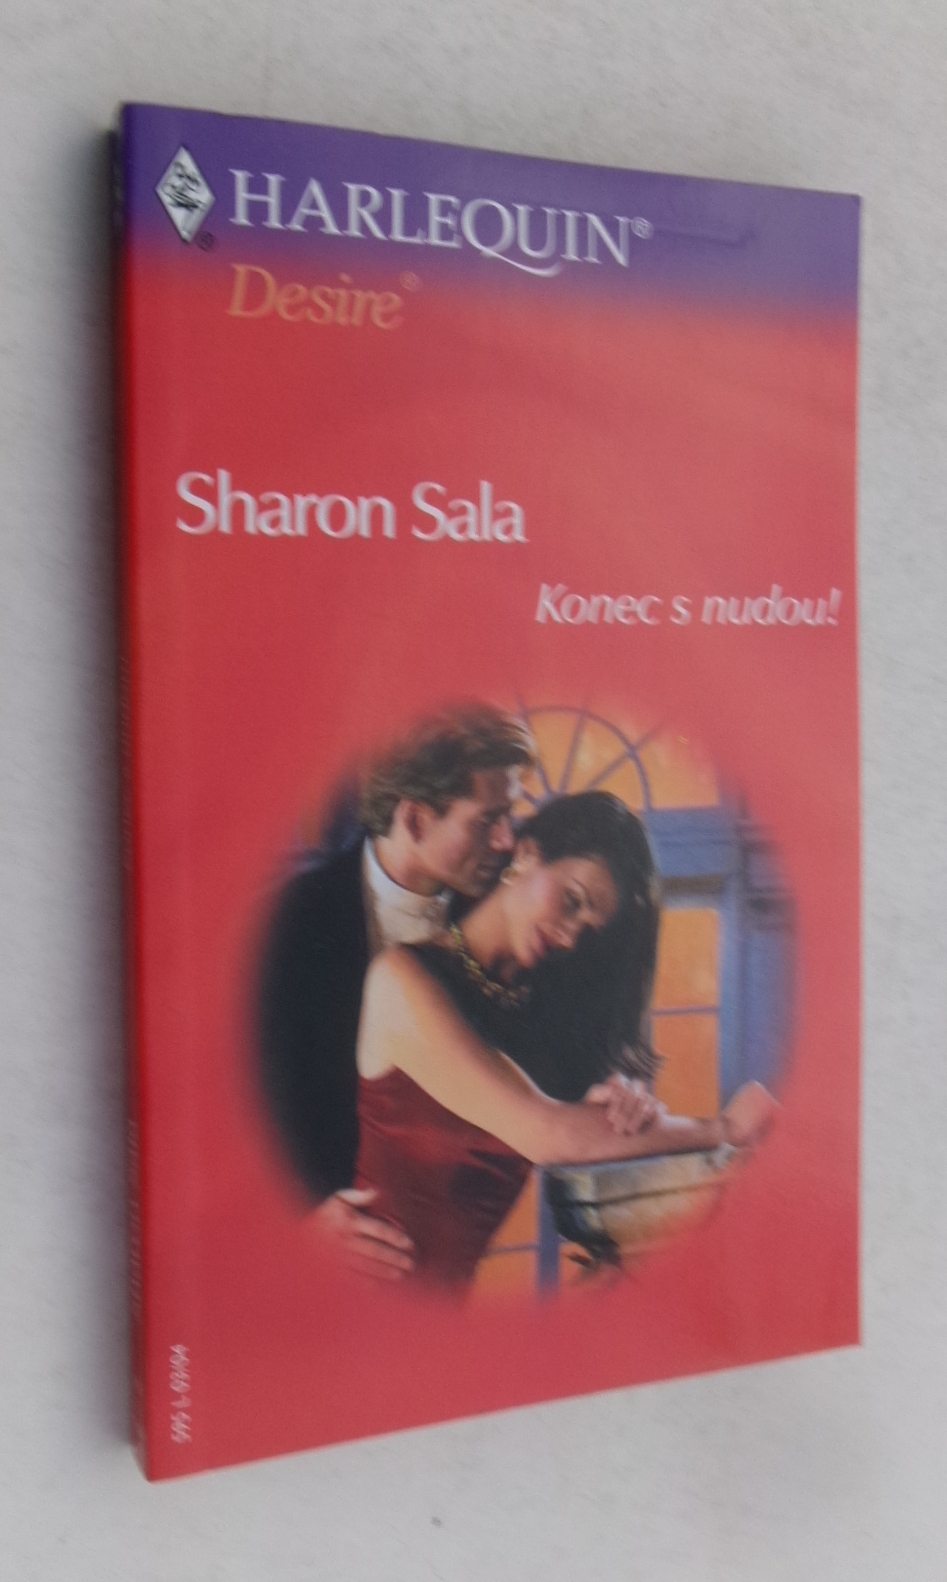 HARLEQUIN®
Desire®
Sharon Sala
Konec s nudou!